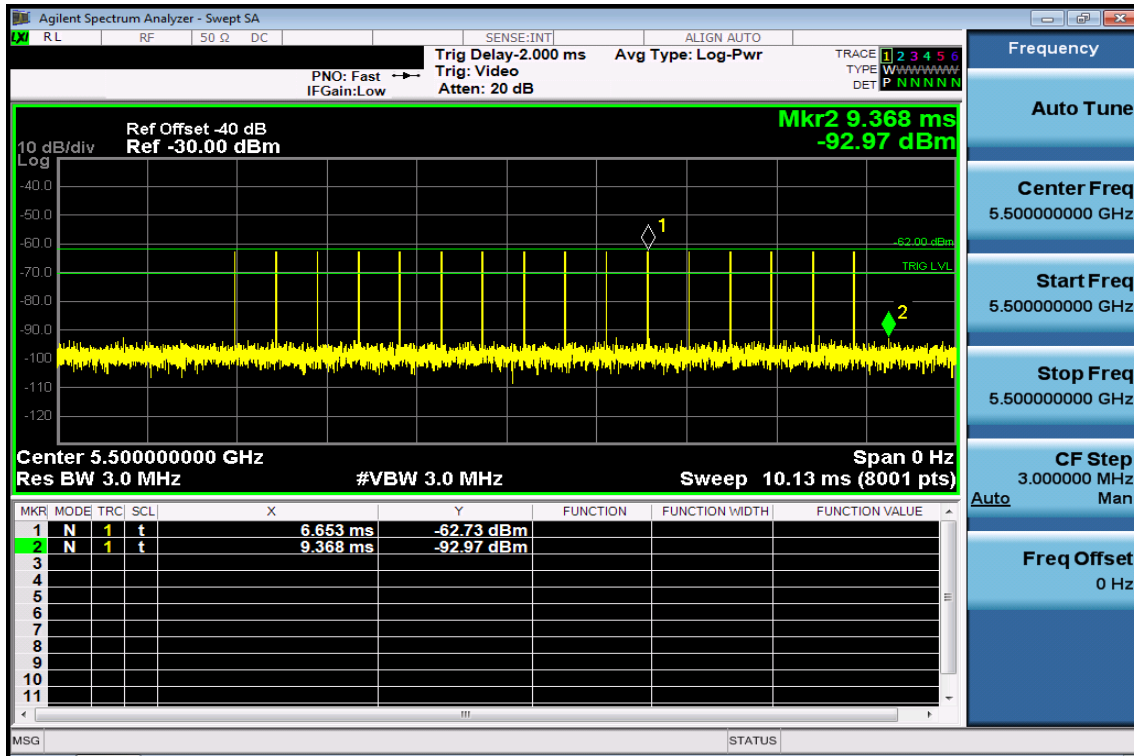 Agilent Spectrum Analyzer - Swept SA
LXI RL RF 50 Ω DC SENSE:INT ALIGN AUTO
Trig Delay-2.000 ms Avg Type: Log-Pwr TRACE 1 2 3 4 5 6
PNO: Fast Trig: Video TYPE WWWWWW
IFGain:Low Atten: 20 dB DET P N N N N N
Mkr2 9.368 ms
Ref Offset -40 dB
10 dB/div Ref -30.00 dBm -92.97 dBm
Log
-40.0
-50.0
1
-60.0
-62.00 dBm
-70.0 TRIG LVL
-80.0
2
-90.0
-100
-110
-120
Center 5.500000000 GHz Span 0 Hz
Res BW 3.0 MHz #VBW 3.0 MHz Sweep 10.13 ms (8001 pts)
MKR MODE TRC SCL X Y FUNCTION FUNCTION WIDTH FUNCTION VALUE
1 N 1 t 6.653 ms -62.73 dBm
2 N 1 t 9.368 ms -92.97 dBm
3
4
5
6
7
8
9
10
11
MSG STATUS
Frequency
Auto Tune
Center Freq
5.500000000 GHz
Start Freq
5.500000000 GHz
Stop Freq
5.500000000 GHz
CF Step
3.000000 MHz
Auto Man
Freq Offset
0 Hz